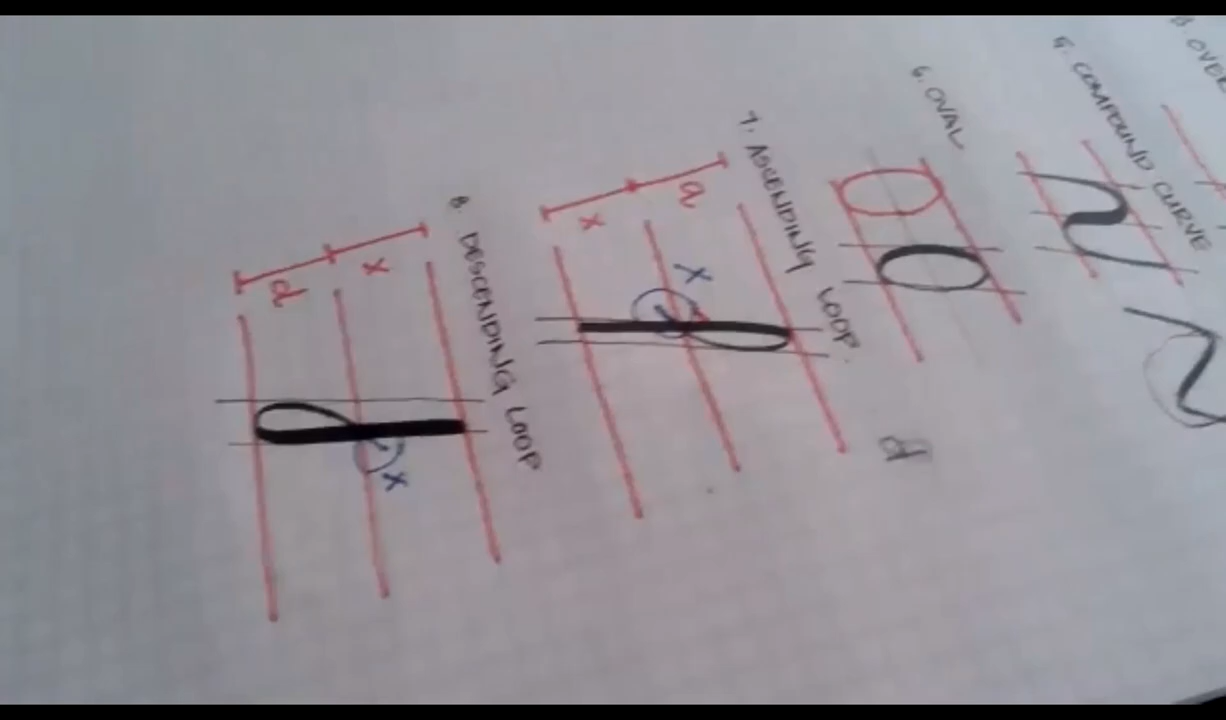 5. COMPOUND CURVE
6. OVAL
7. ASCENDING LOOP.
a
x
x
d
8. DESCENDING LOOP
x
d
x